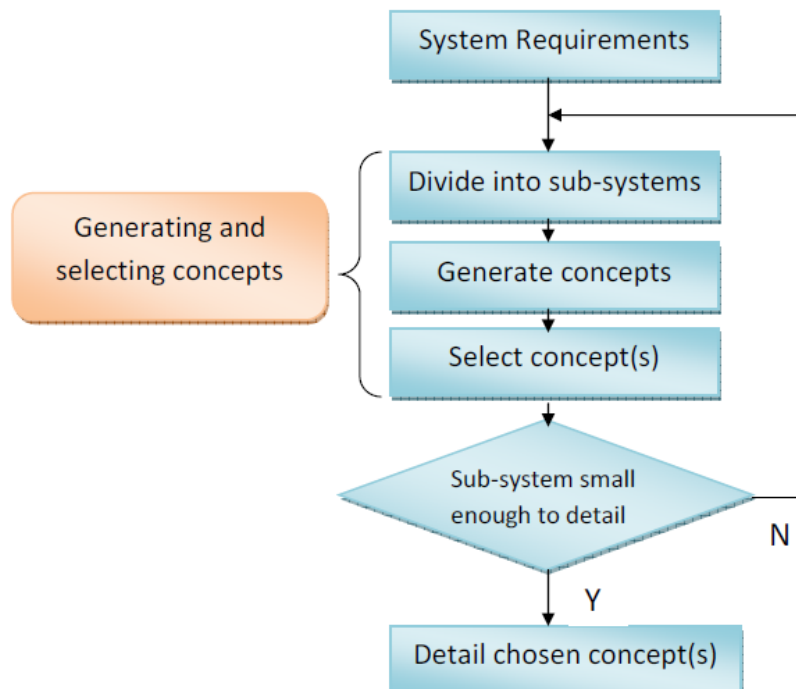 System Requirements
Divide into sub-systems
Generating and
selecting concepts
Generate concepts
Select concept(s)
Sub-system small
enough to detail
N
Y
Detail chosen concept(s)